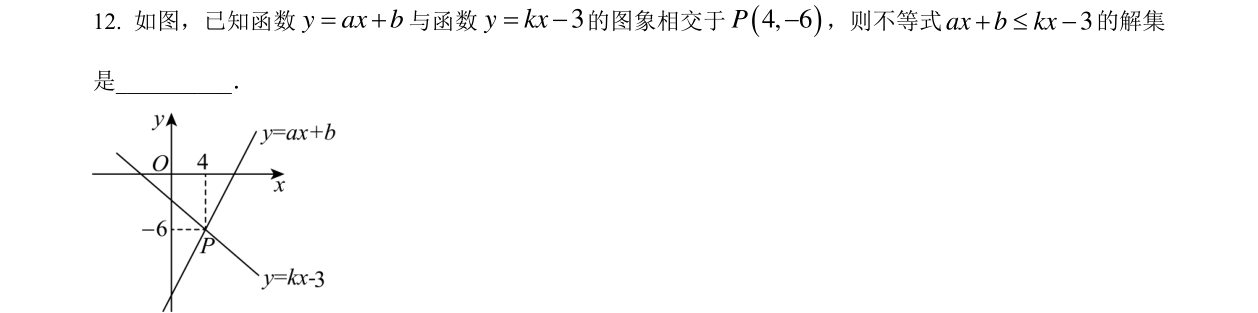 12. 如图，已知函数 y = ax + b 与函数 y = kx − 3 的图象相交于 P(4,−6)，则不等式 ax + b ≤ kx − 3 的解集
是__________．
y
y=ax+b
O 4
x
−6
P
y=kx-3